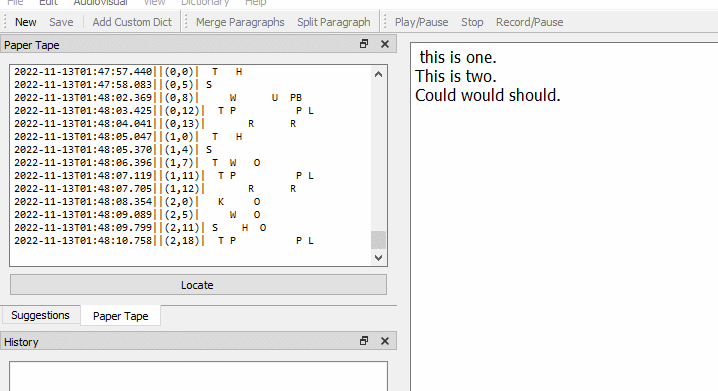 File Edit Audiovisual View Dictionary Help
New Save Add Custom Dict Merge Paragraphs Split Paragraph Play/Pause Stop Record/Pause
Paper Tape
2022-11-13T01:47:57.440||(0,0)| T H
2022-11-13T01:47:58.083||(0,5)| S
2022-11-13T01:48:02.369||(0,8)| W U PB
2022-11-13T01:48:03.425||(0,12)| T P P L
2022-11-13T01:48:04.041||(0,13)| R R
2022-11-13T01:48:05.047||(1,0)| T H
2022-11-13T01:48:05.370||(1,4)| S
2022-11-13T01:48:06.396||(1,7)| T W O
2022-11-13T01:48:07.119||(1,11)| T P P L
2022-11-13T01:48:07.705||(1,12)| R R
2022-11-13T01:48:08.354||(2,0)| K O
2022-11-13T01:48:09.089||(2,5)| W O
2022-11-13T01:48:09.799||(2,11)| S H O
2022-11-13T01:48:10.758||(2,18)| T P P L
Locate
Suggestions Paper Tape
History
this is one.
This is two.
Could would should.